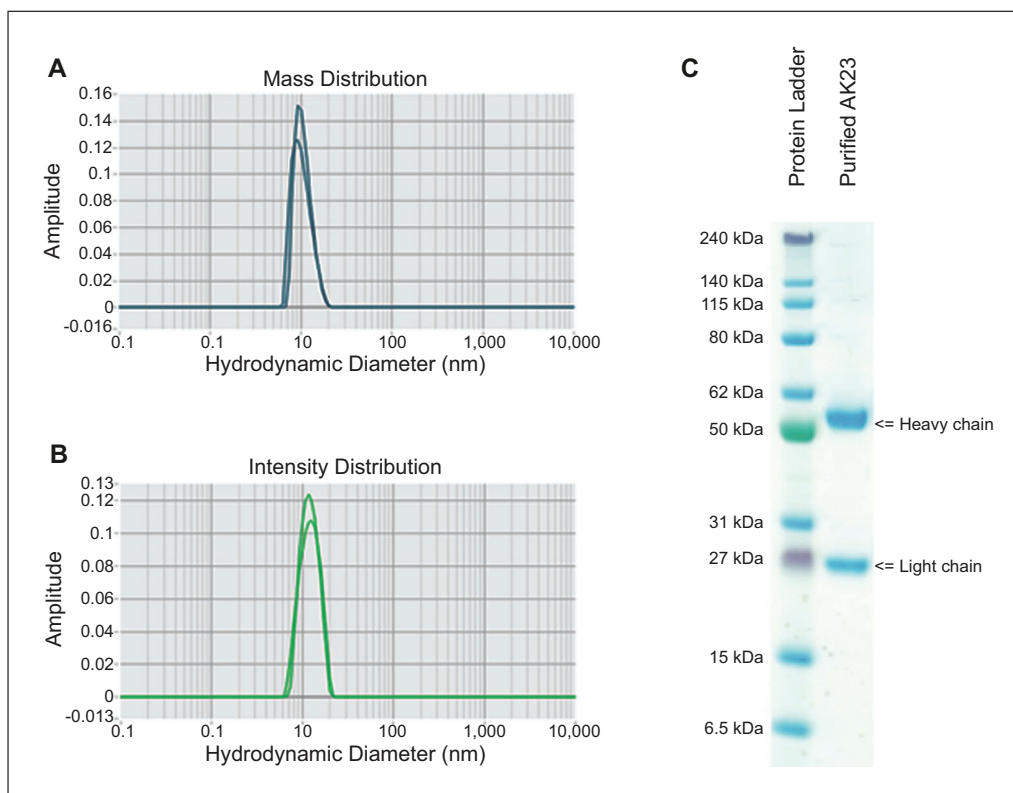 A
Mass Distribution
Amplitude
0.16
0.14
0.12
0.1
0.08
0.06
0.04
0.02
0
-0.016
0.1 0.1 10 100 1,000 10,000
Hydrodynamic Diameter (nm)
B
Intensity Distribution
Amplitude
0.13
0.12
0.1
0.08
0.06
0.04
0.02
0
-0.013
0.1 0.1 10 100 1,000 10,000
Hydrodynamic Diameter (nm)
C
Protein Ladder
Purified AK23
240 kDa
140 kDa
115 kDa
80 kDa
62 kDa
50 kDa
<= Heavy chain
31 kDa
27 kDa
<= Light chain
15 kDa
6.5 kDa